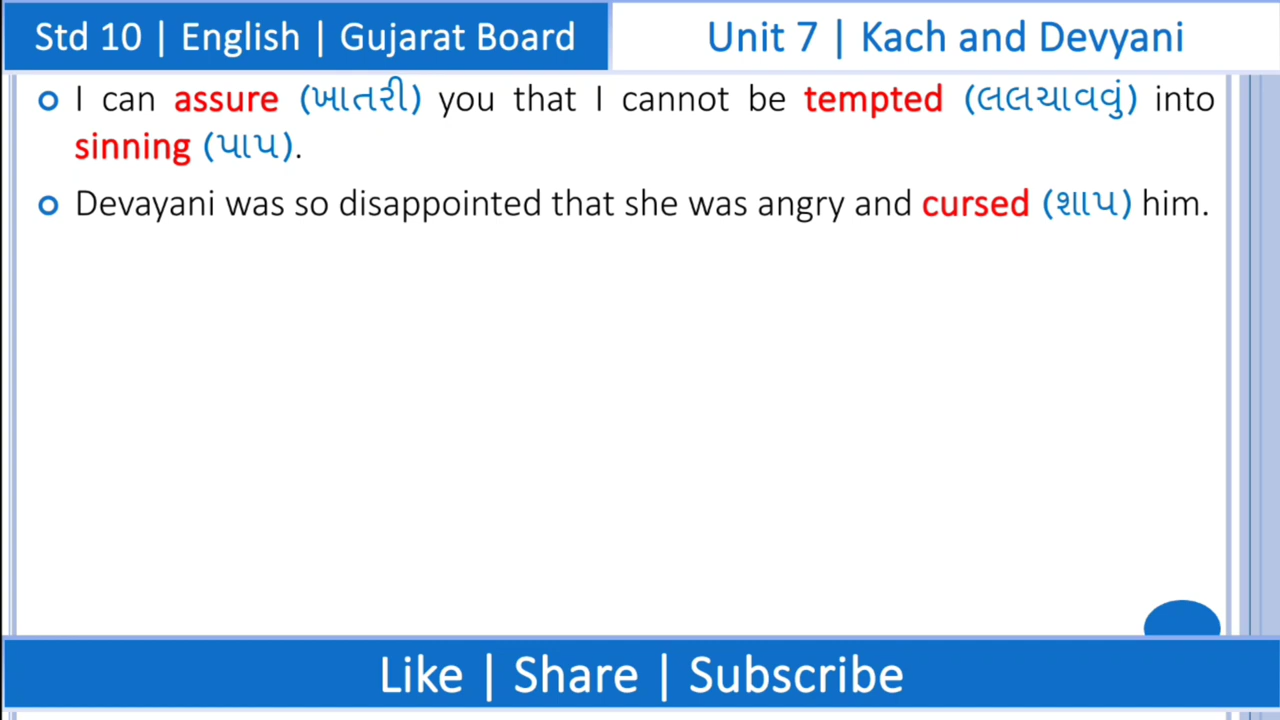 Std 10 | English | Gujarat Board
Unit 7 | Kach and Devyani
I can assure (ખાતરી) you that I cannot be tempted (લલચાવવું) into
sinning (પાપ).
Devayani was so disappointed that she was angry and cursed (શાપ) him.
Like | Share | Subscribe